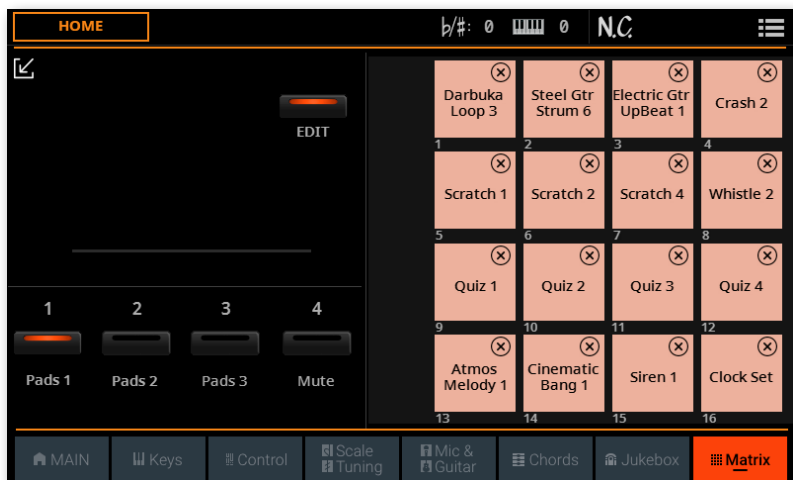 HOME
♭/#: 0
0
N.C.
EDIT
1 2 3 4
Pads 1 Pads 2 Pads 3 Mute
Darbuka Loop 3
Steel Gtr Strum 6
Electric Gtr UpBeat 1
Crash 2
1 2 3 4
Scratch 1 Scratch 2 Scratch 4 Whistle 2
5 6 7 8
Quiz 1 Quiz 2 Quiz 3 Quiz 4
9 10 11 12
Atmos Melody 1
Cinematic Bang 1
Siren 1
Clock Set
13 14 15 16
MAIN
Keys
Control
Scale
Tuning
Mic &
Guitar
Chords
Jukebox
Matrix